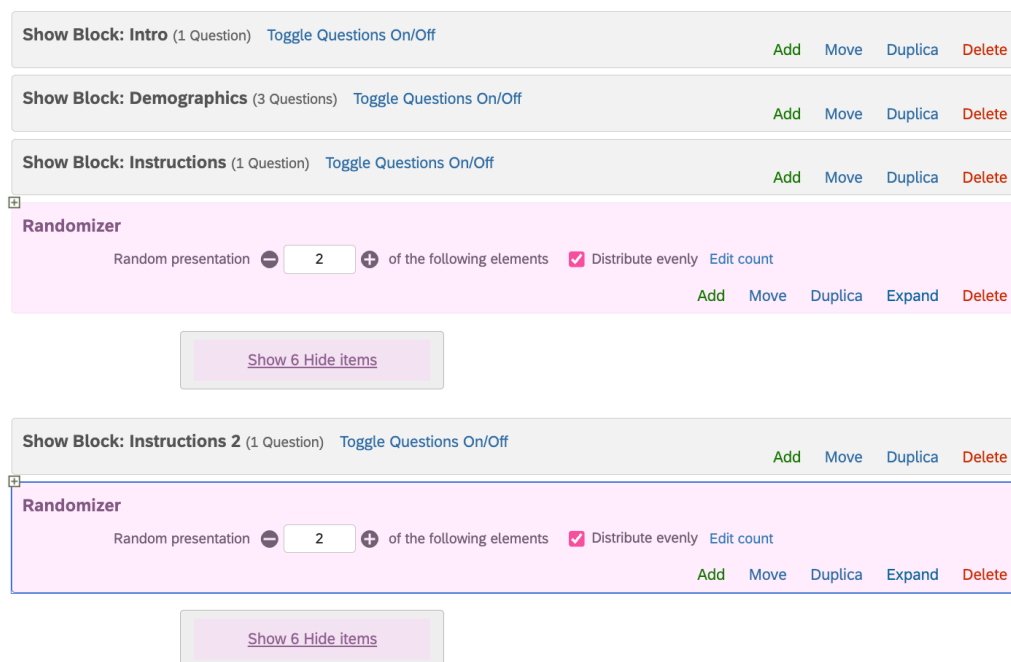 Show Block: Intro (1 Question) Toggle Questions On/Off
Add Move Duplica Delete
Show Block: Demographics (3 Questions) Toggle Questions On/Off
Add Move Duplica Delete
Show Block: Instructions (1 Question) Toggle Questions On/Off
Add Move Duplica Delete
Randomizer
Random presentation 2 of the following elements Distribute evenly Edit count
Add Move Duplica Expand Delete
Show 6 Hide items
Show Block: Instructions 2 (1 Question) Toggle Questions On/Off
Add Move Duplica Delete
Randomizer
Random presentation 2 of the following elements Distribute evenly Edit count
Add Move Duplica Expand Delete
Show 6 Hide items